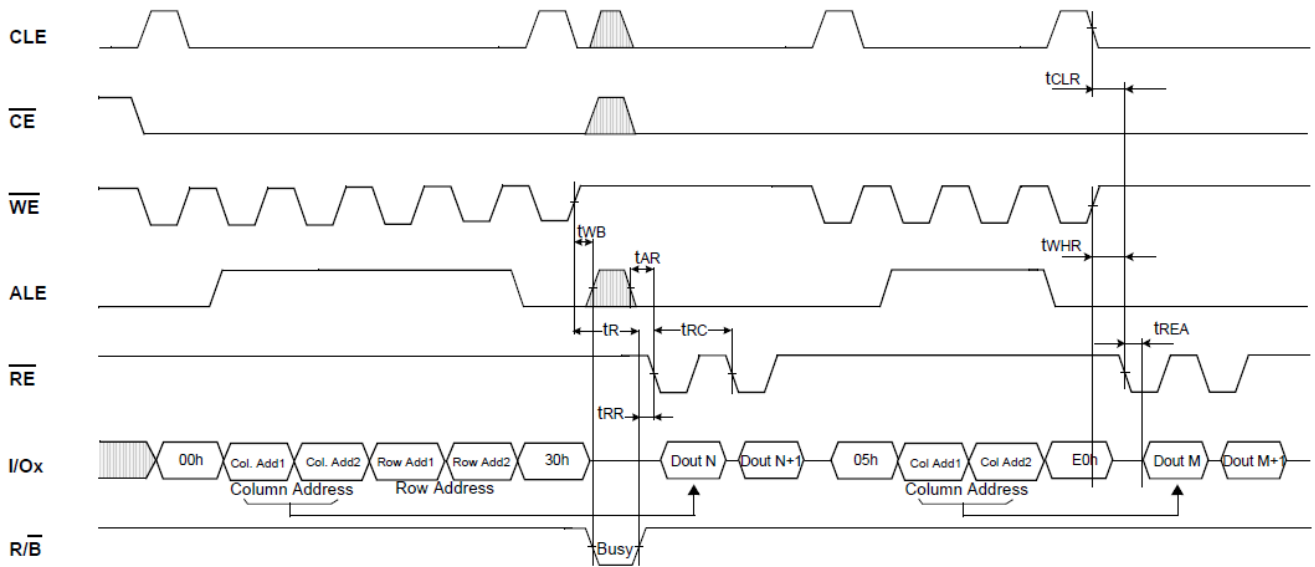 CLE
tCLR
CE
WE
tWB
tWHR
tAR
ALE
tR
tRC
tREA
RE
tRR
I/Ox
00h
Col. Add1
Col. Add2
Row Add1
Row Add2
30h
Dout N
Dout N+1
05h
Col Add1
Col Add2
E0h
Dout M
Dout M+1
Column Address
Row Address
Column Address
R/B
Busy